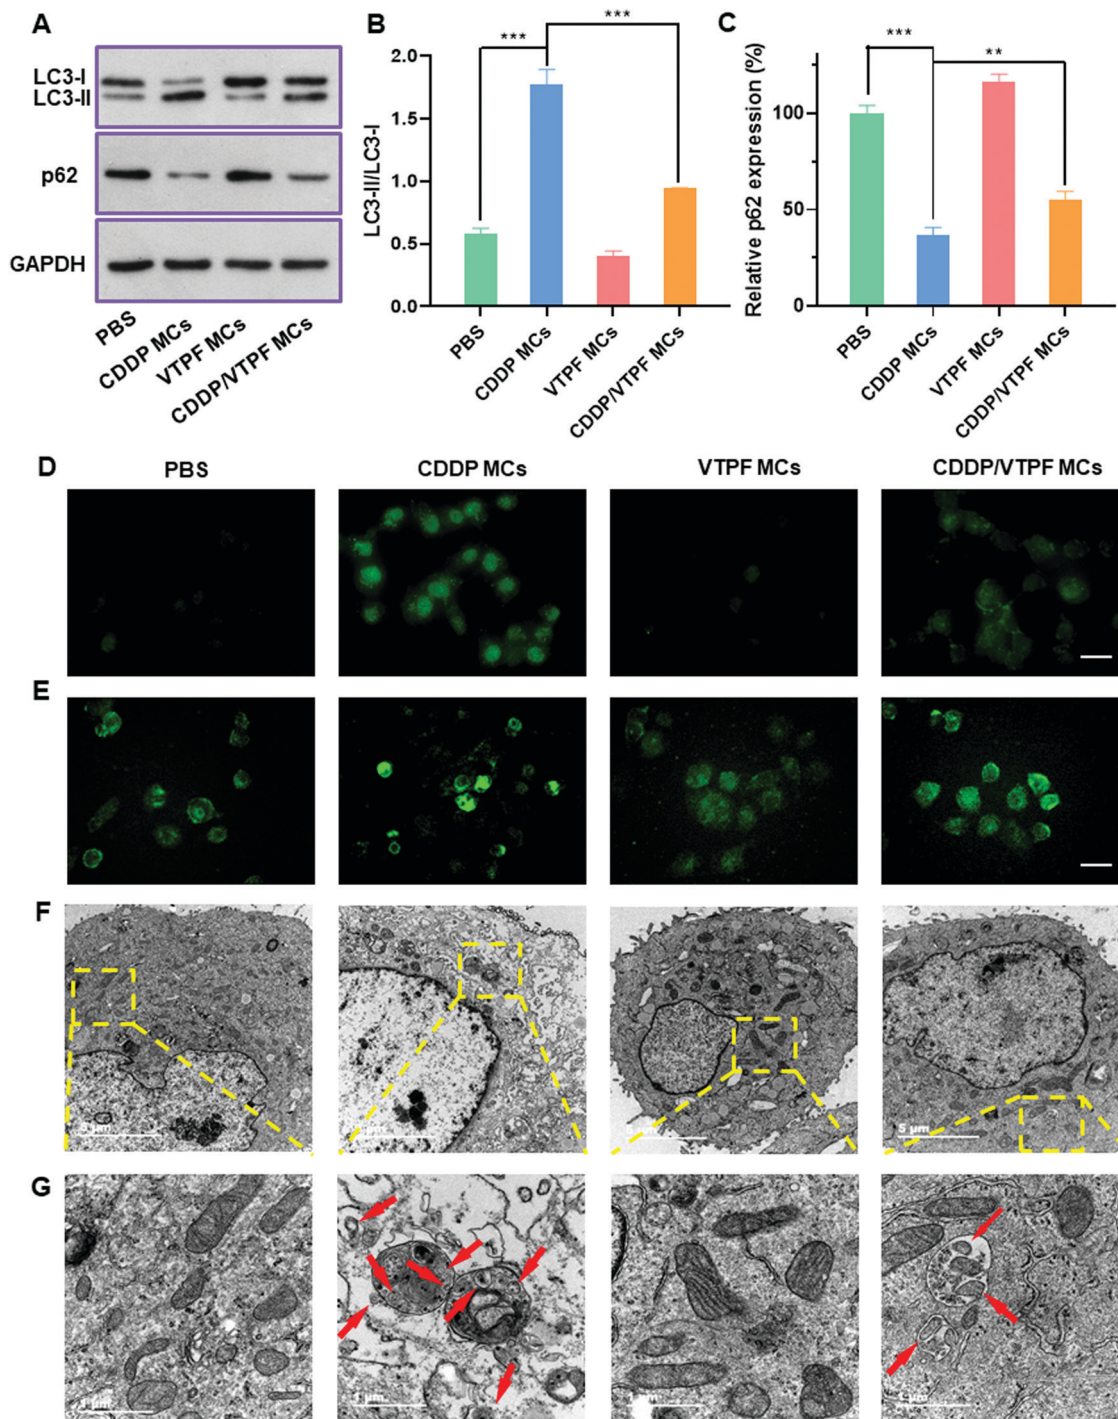 A
LC3-I
LC3-II
p62
GAPDH
PBS
CDDP MCs
VTPF MCs
CDDP/VTPF MCs
B
***
***
LC3-II/LC3-I
2.0
1.5
1.0
0.5
0.0
PBS
CDDP MCs
VTPF MCs
CDDP/VTPF MCs
C
***
**
Relative p62 expression (%)
100
50
0
PBS
CDDP MCs
VTPF MCs
CDDP/VTPF MCs
D
PBS
CDDP MCs
VTPF MCs
CDDP/VTPF MCs
E
F
5 µm
5 µm
5 µm
G
1 µm
1 µm
1 µm
1 µm